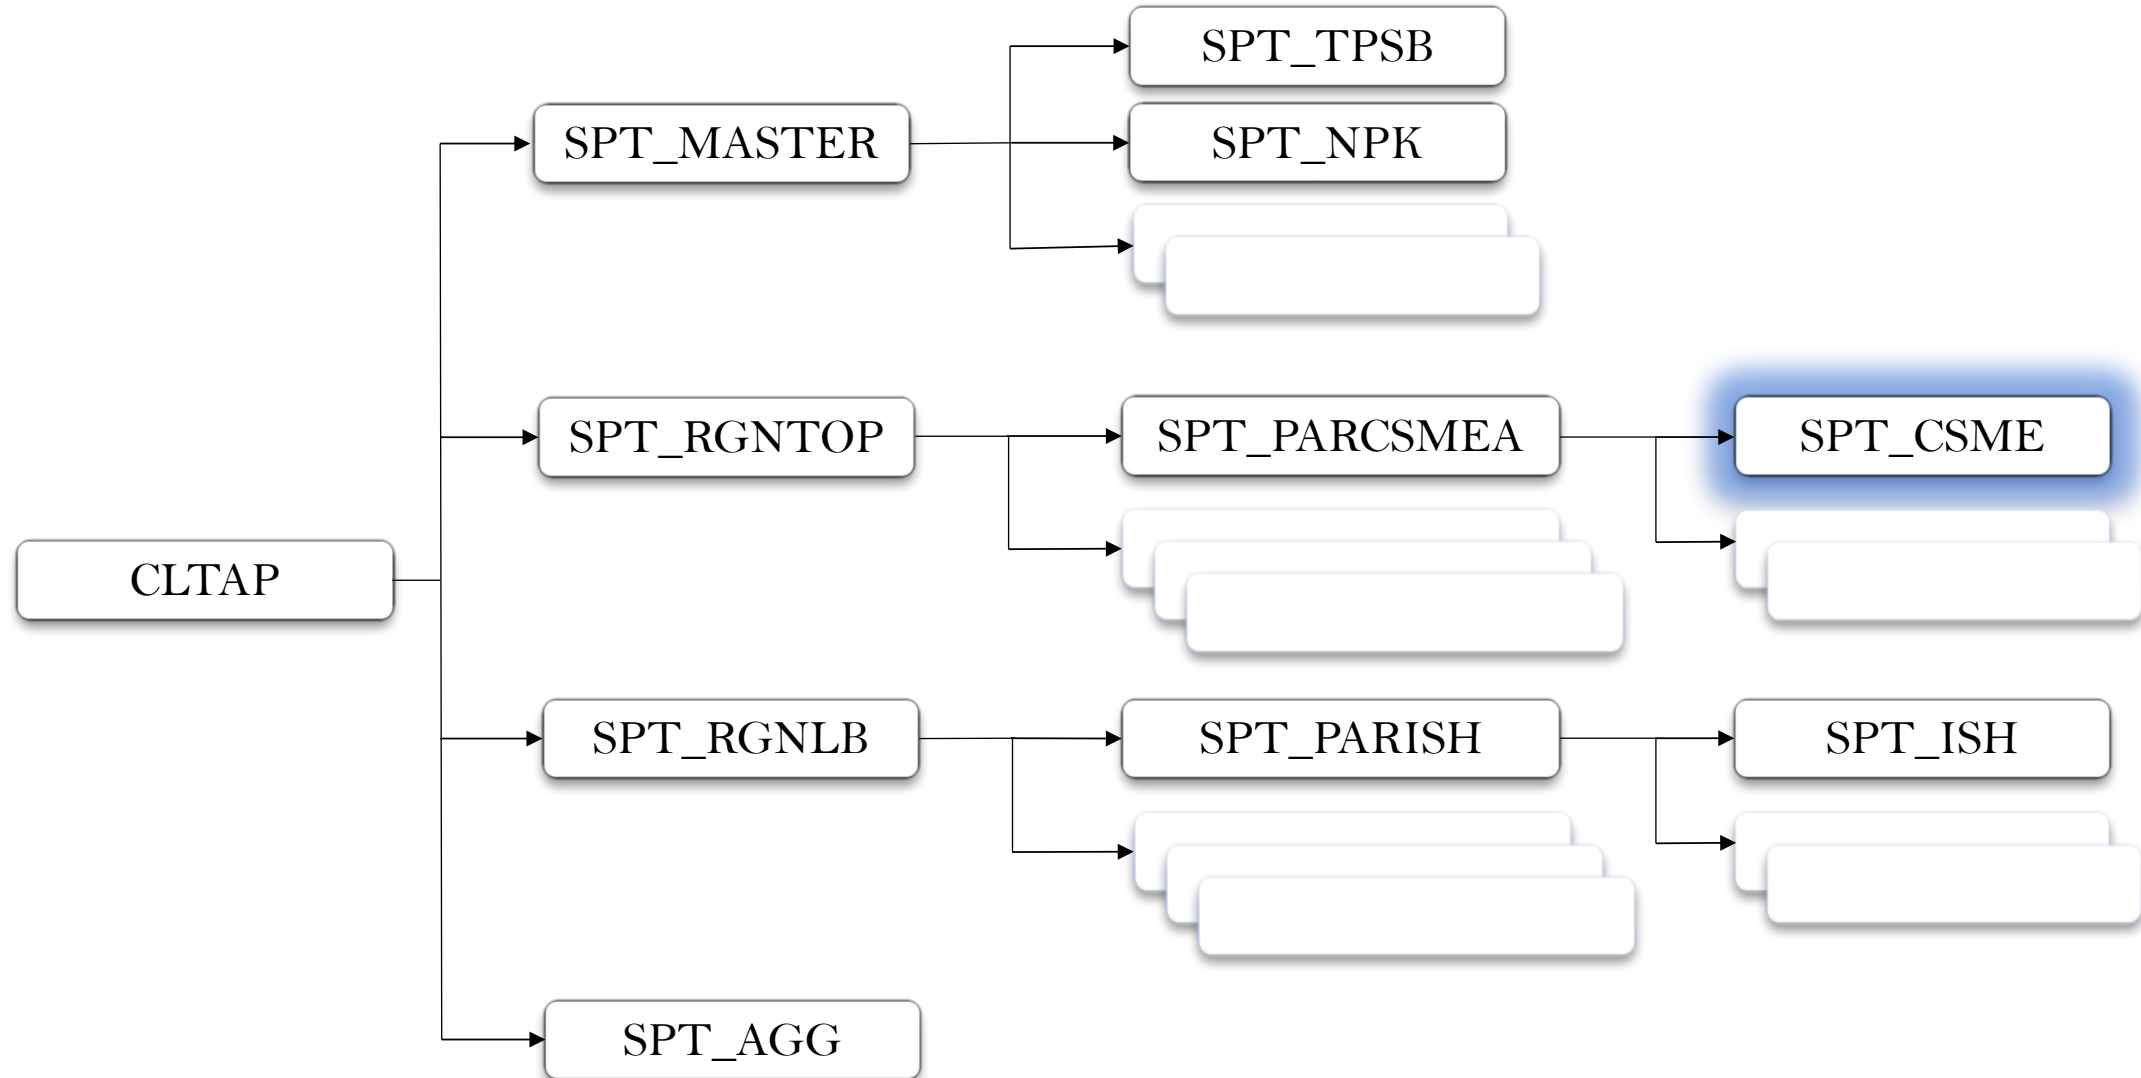 SPT_TPSB
SPT_MASTER
SPT_NPK
SPT_RGNTOP
SPT_PARCSMEA
SPT_CSME
CLTAP
SPT_RGNLB
SPT_PARISH
SPT_ISH
SPT_AGG